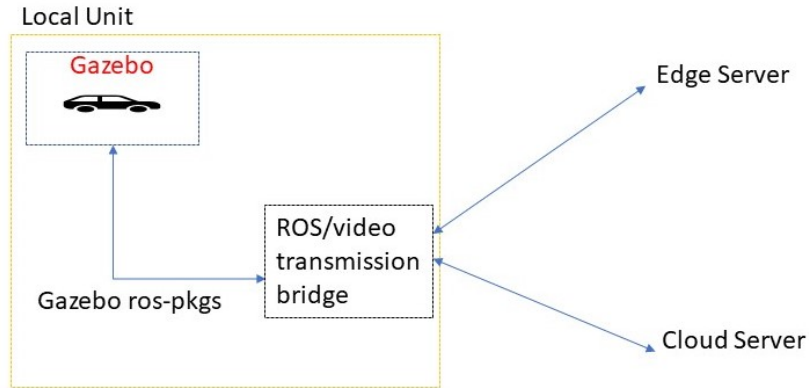 Local Unit
Gazebo
Edge Server
ROS/video
transmission
bridge
Gazebo ros-pkgs
Cloud Server